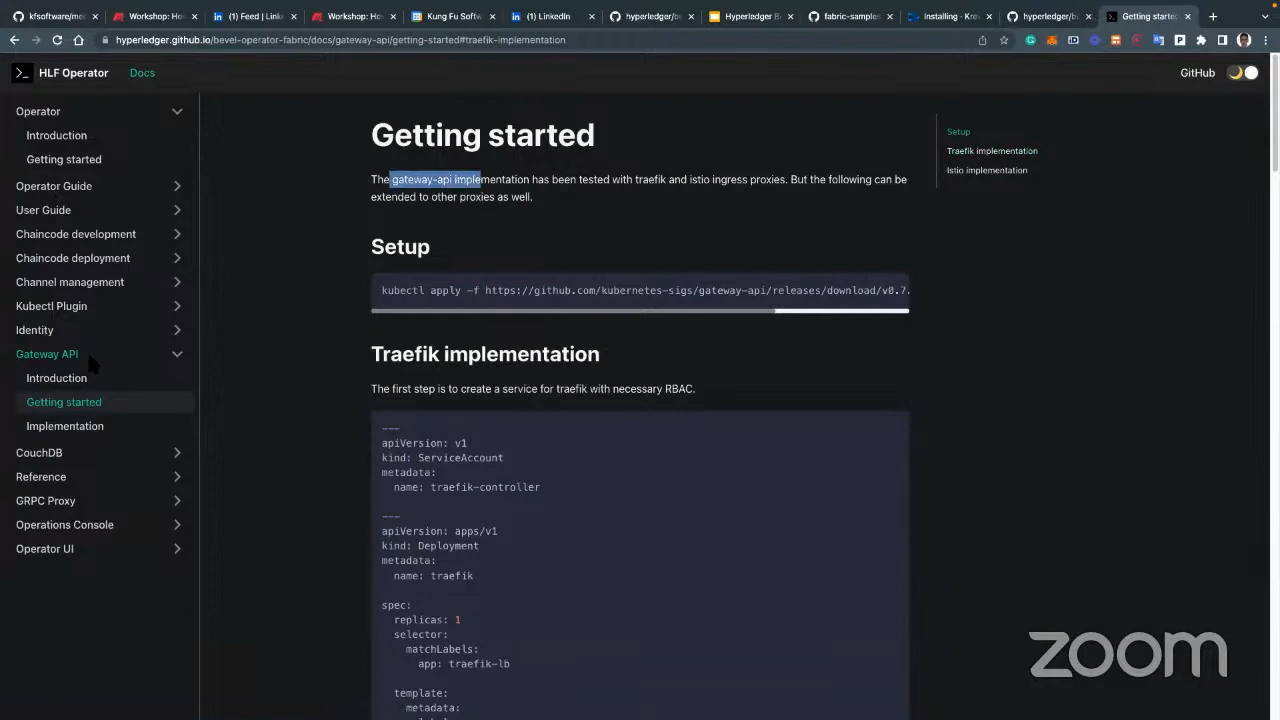 kfsoftware/me
Workshop: Ho
(1) Feed | Link
Workshop: Ho
Kung Fu Softw
(1) LinkedIn
hyperledger/be
Hyperledger B
fabric-samples
Installing · Kre
hyperledger/b
Getting starte
hyperledger.github.io/bevel-operator-fabric/docs/gateway-api/getting-started#traefik-implementation
HLF Operator
Docs
GitHub
Operator
Introduction
Getting started
Operator Guide
User Guide
Chaincode development
Chaincode deployment
Channel management
Kubectl Plugin
Identity
Gateway API
Introduction
Getting started
Implementation
CouchDB
Reference
GRPC Proxy
Operations Console
Operator UI
Getting started
The gateway-api implementation has been tested with traefik and istio ingress proxies. But the following can be
extended to other proxies as well.
Setup
kubectl apply -f https://github.com/kubernetes-sigs/gateway-api/releases/download/v0.7.
Traefik implementation
The first step is to create a service for traefik with necessary RBAC.
---
apiVersion: v1
kind: ServiceAccount
metadata:
name: traefik-controller
---
apiVersion: apps/v1
kind: Deployment
metadata:
name: traefik
spec:
replicas: 1
selector:
matchLabels:
app: traefik-lb
template:
metadata:
Setup
Traefik implementation
Istio implementation
zoom